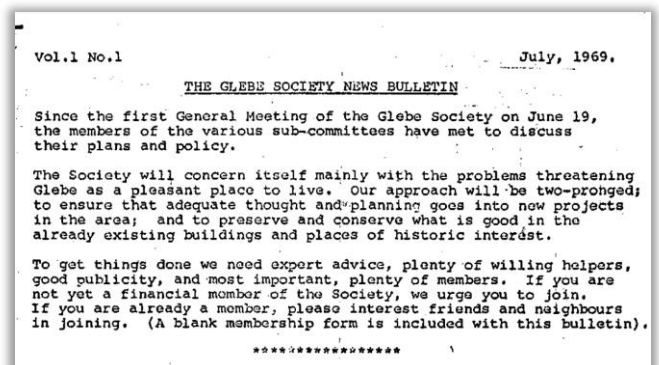 Vol.1 No.1 July, 1969.
THE GLEBE SOCIETY NEWS BULLETIN
Since the first General Meeting of the Glebe Society on June 19,
the members of the various sub-committees have met to discuss
their plans and policy.
The Society will concern itself mainly with the problems threatening
Glebe as a pleasant place to live. Our approach will be two-pronged;
to ensure that adequate thought and planning goes into new projects
in the area; and to preserve and conserve what is good in the
already existing buildings and places of historic interest.
To get things done we need expert advice, plenty of willing helpers,
good publicity, and most important, plenty of members. If you are
not yet a financial member of the Society, we urge you to join.
If you are already a member, please interest friends and neighbours
in joining. (A blank membership form is included with this bulletin).
*****************